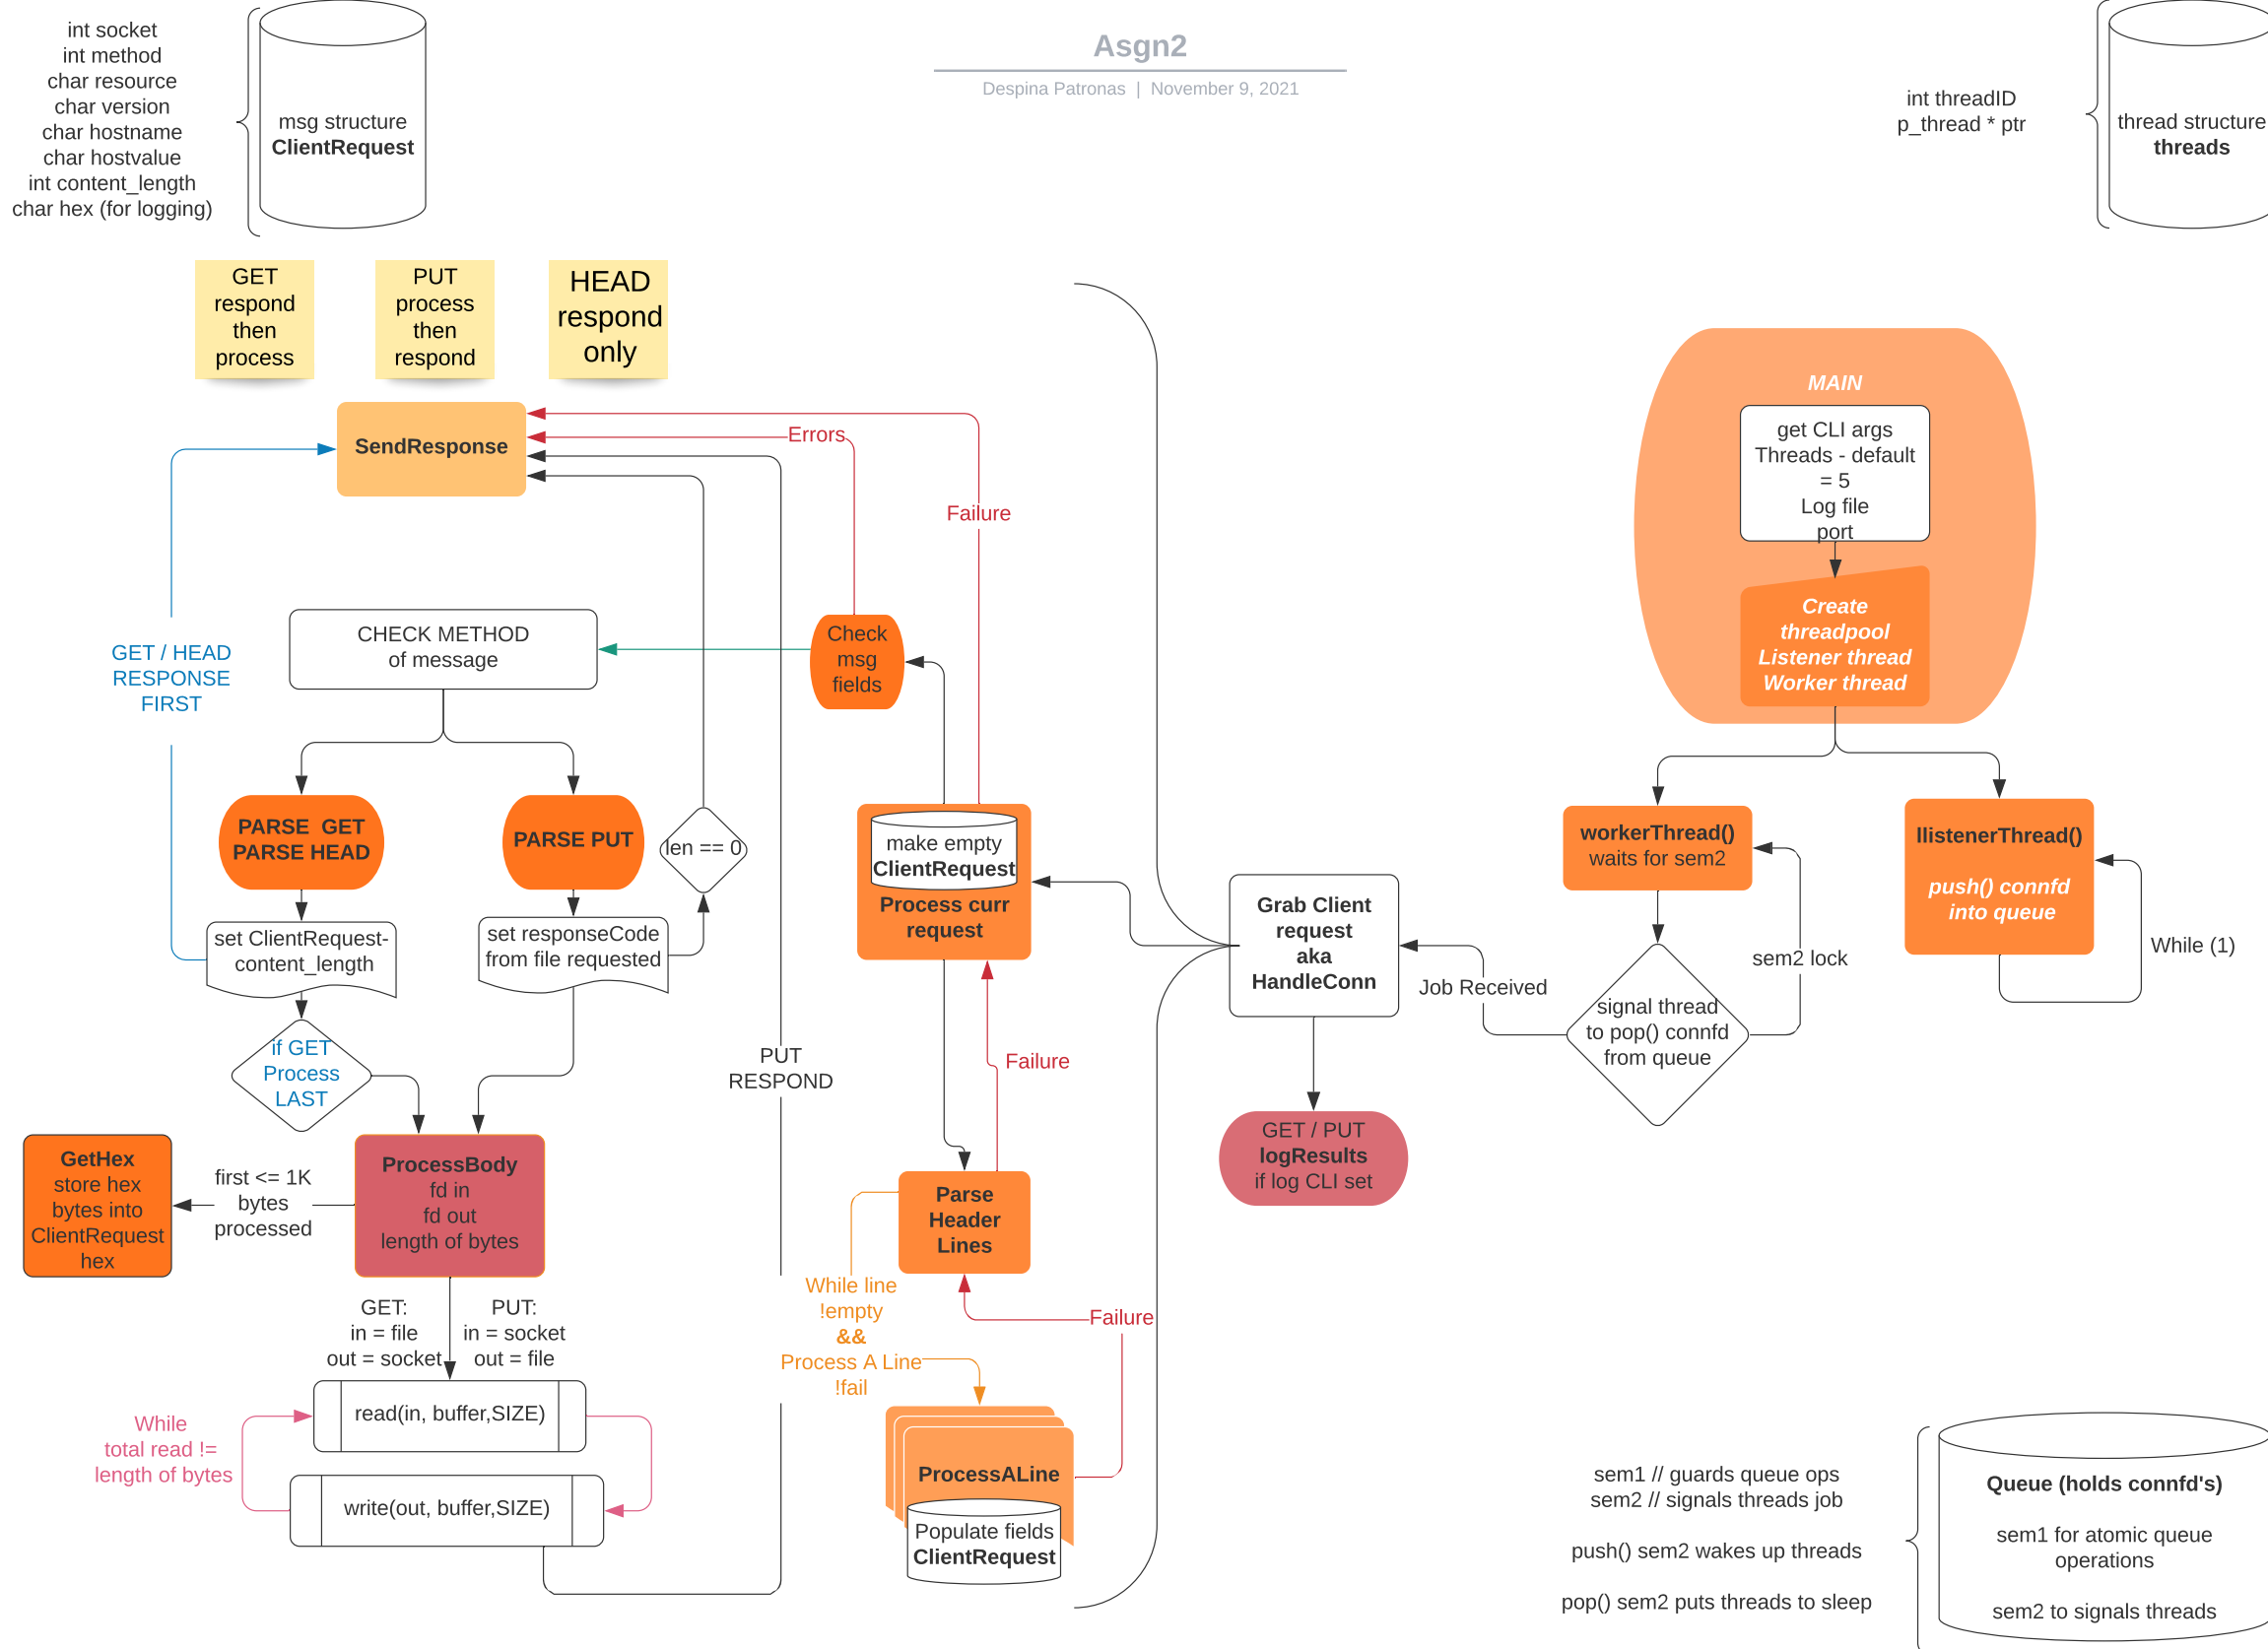 Asgn2
Despina Patronas | November 9, 2021
int socket
int method
char resource
char version
char hostname
char hostvalue
int content_length
char hex (for logging)
msg structure
ClientRequest
int threadID
p_thread * ptr
thread structure
threads
GET
respond
then
process
PUT
process
then
respond
HEAD
respond
only
SendResponse
Errors
Failure
GET / HEAD
RESPONSE
FIRST
CHECK METHOD
of message
Check
msg
fields
PARSE  GET
PARSE HEAD
PARSE PUT
len == 0
set ClientRequest-
content_length
set responseCode
from file requested
if GET
Process
LAST
PUT
RESPOND
GetHex
store hex
bytes into
ClientRequest
hex
first <= 1K
bytes
processed
ProcessBody
fd in
fd out
length of bytes
GET:
in = file
out = socket
PUT:
in = socket
out = file
While
total read !=
length of bytes
read(in, buffer,SIZE)
write(out, buffer,SIZE)
make empty
ClientRequest
Process curr
request
Failure
Parse
Header
Lines
While line
!empty
&&
Process A Line
!fail
Failure
ProcessALine
Populate fields
ClientRequest
Grab Client
request
aka
HandleConn
GET / PUT
logResults
if log CLI set
Job Received
MAIN
get CLI args
Threads - default
= 5
Log file
port
Create
threadpool
Listener thread
Worker thread
workerThread()
waits for sem2
signal thread
to pop() connfd
from queue
sem2 lock
llistenerThread()
push() connfd
into queue
While (1)
sem1 // guards queue ops
sem2 // signals threads job
push() sem2 wakes up threads
pop() sem2 puts threads to sleep
Queue (holds connfd's)
sem1 for atomic queue
operations
sem2 to signals threads